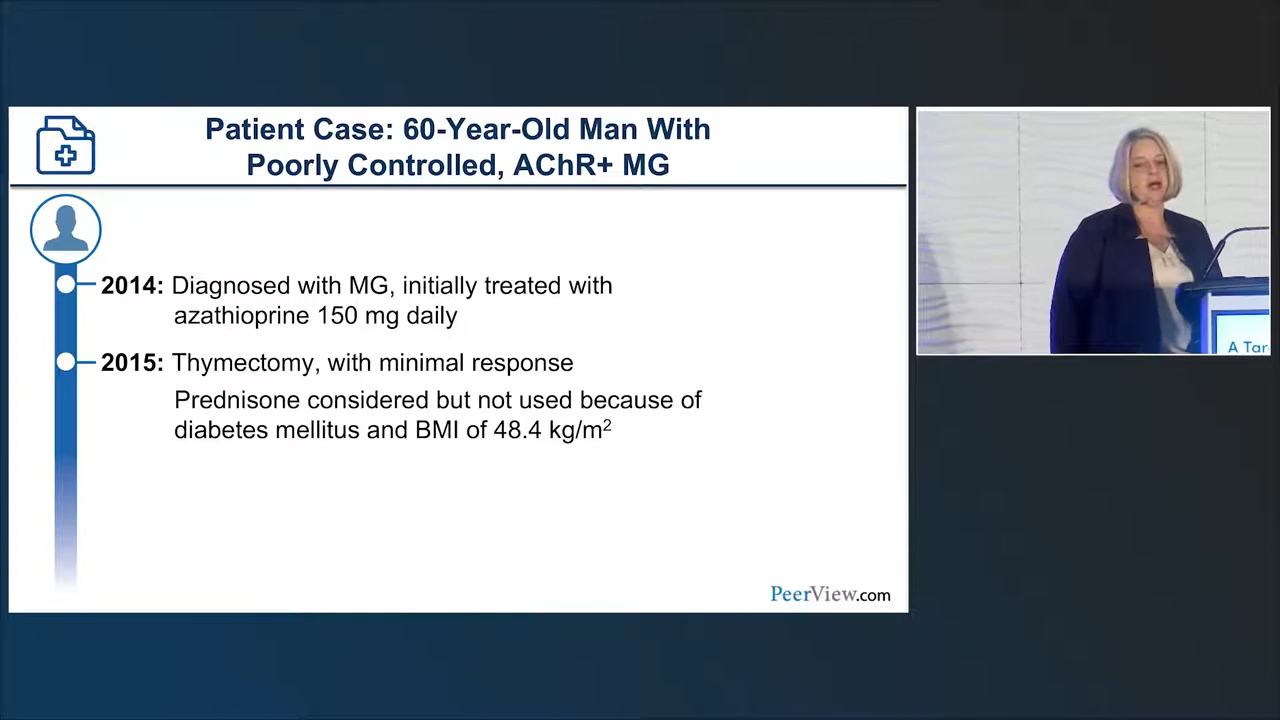 Patient Case: 60-Year-Old Man With
Poorly Controlled, AChR+ MG
2014: Diagnosed with MG, initially treated with
azathioprine 150 mg daily
2015: Thymectomy, with minimal response
Prednisone considered but not used because of
diabetes mellitus and BMI of 48.4 kg/m²
PeerView.com
A Tar